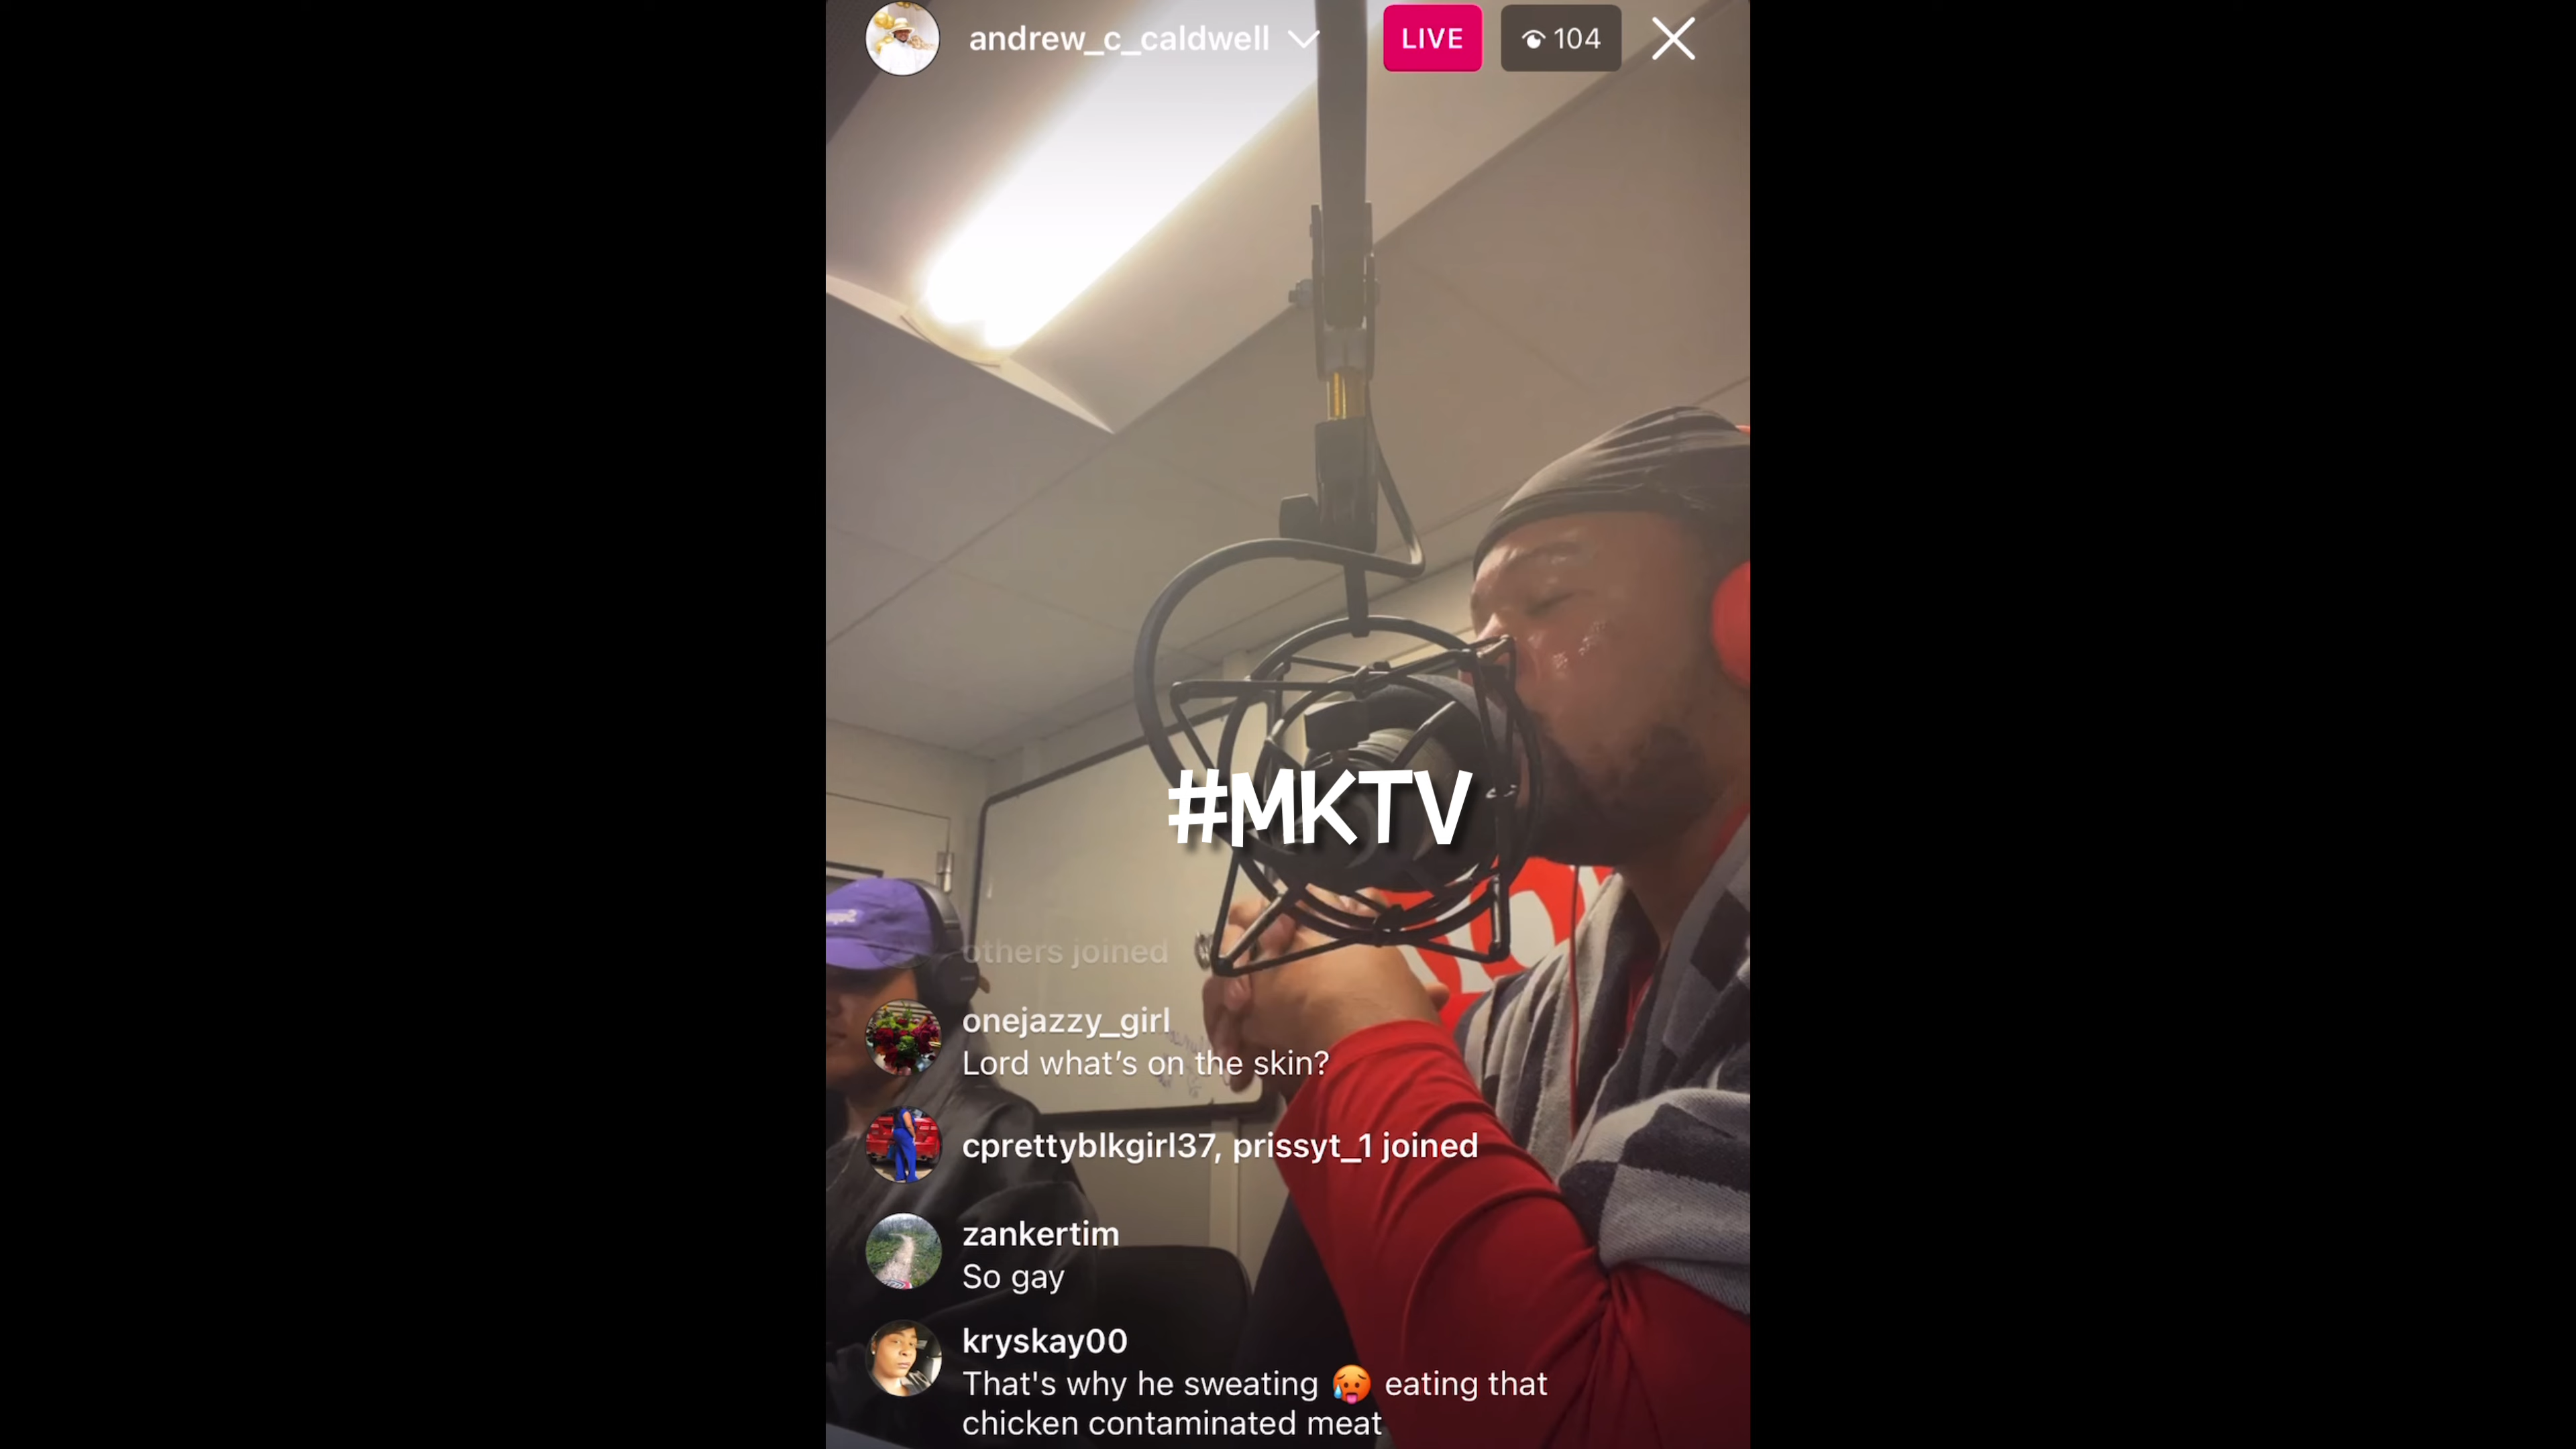 andrew_c_caldwell
LIVE
104
#MKTV
others joined
onejazzy_girl
Lord what's on the skin?
cprettyblkgirl37, prissyt_1 joined
zankertim
So gay
kryskay00
That's why he sweating 🥵 eating that
chicken contaminated meat